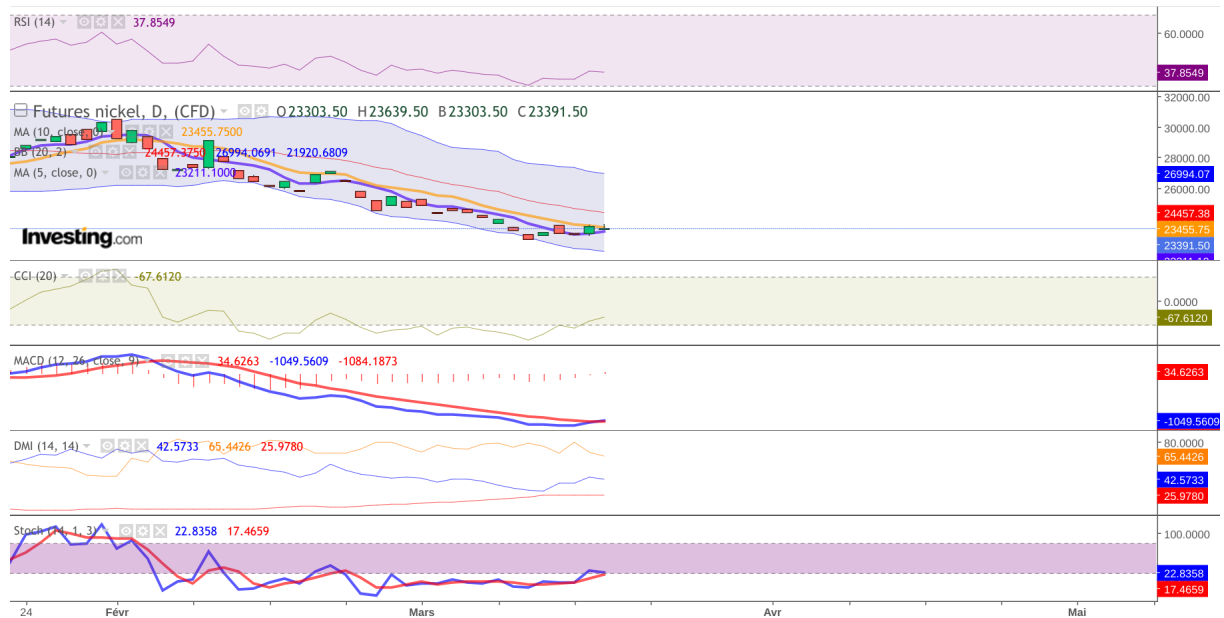 RSI (14) 37.8549
60.0000
37.8549
Futures nickel, D, (CFD) O23303.50 H23639.50 B23303.50 C23391.50
MA (10, close, 0) 23455.7500
BB (20, 2) 24457.3750 26994.0691 21920.6809
MA (5, close, 0) 23211.1000
32000.00
30000.00
28000.00
26994.07
26000.00
24457.38
23455.75
23391.50
Investing.com
CCI (20) -67.6120
0.0000
-67.6120
MACD (12, 26, close, 9) 34.6263 -1049.5609 -1084.1873
34.6263
-1049.5609
DMI (14, 14) 42.5733 65.4426 25.9780
80.0000
65.4426
42.5733
25.9780
Stoch (14, 1, 3) 22.8358 17.4659
100.0000
22.8358
17.4659
24 Févr Mars Avr Mai